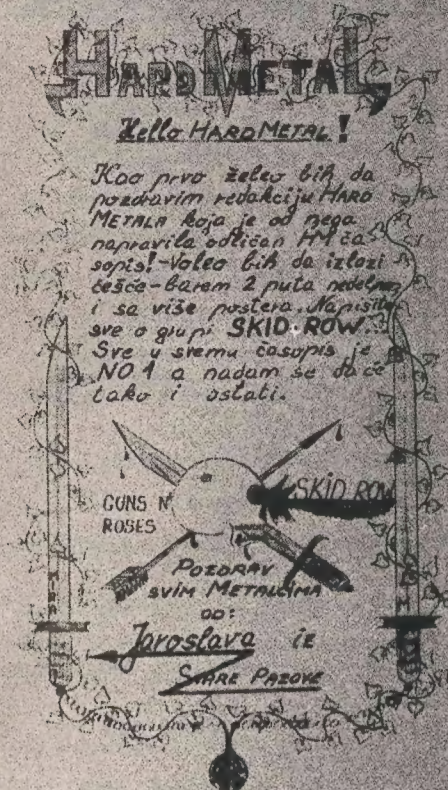 HARD METAL
Hello HARD METAL!
Kao prvo želeo bih da
pozdravim redakciju HARD
METALA koja je od njega
napravila odličan HM ča-
sopis! - Voleo bih da izlazi
češće - barem 2 puta nedeljno
i sa više postera. Napišite
sve o grupi SKID ROW.
Sve u svemu časopis je
NO 1 a nadam se da će
tako i ostati.
GUNS N'
ROSES
SKID ROW
POZDRAV
SVIM METALCIMA
OD:
Jaroslava iz
STARE PAZOVE